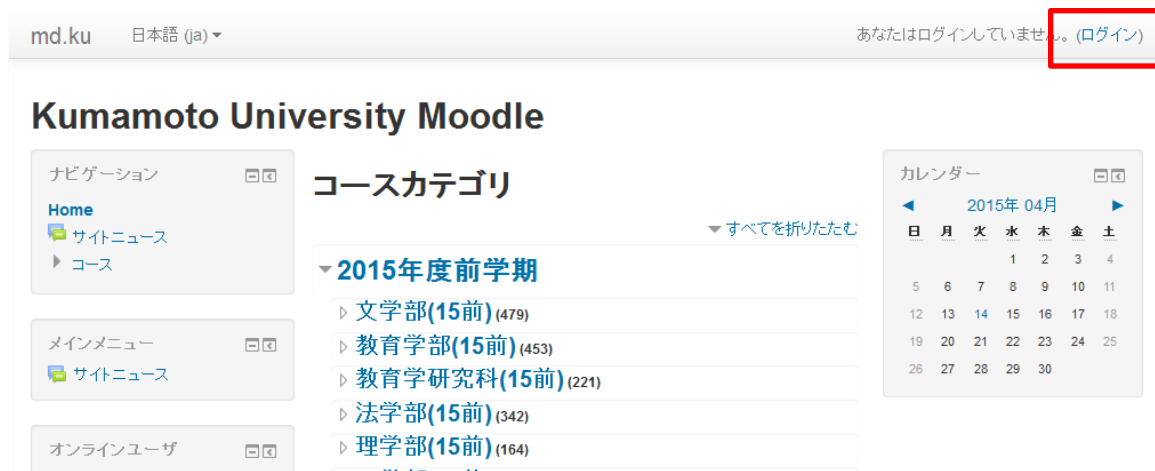 md.ku 日本語 (ja) あなたはログインしていません。(ログイン)
Kumamoto University Moodle
ナビゲーション
Home
サイトニュース
コース
メインメニュー
サイトニュース
オンラインユーザ
コースカテゴリ
すべてを折りたたむ
2015年度前学期
文学部(15前) (479)
教育学部(15前) (453)
教育学研究科(15前) (221)
法学部(15前) (342)
理学部(15前) (164)
カレンダー
2015年 04月
日 月 火 水 木 金 土
1 2 3 4
5 6 7 8 9 10 11
12 13 14 15 16 17 18
19 20 21 22 23 24 25
26 27 28 29 30